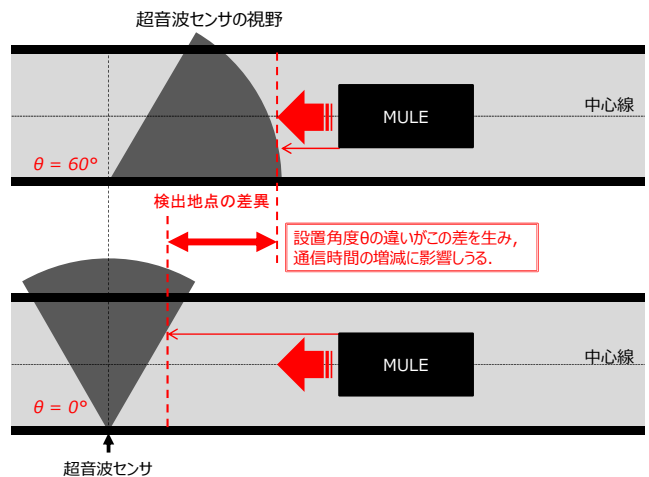 超音波センサの視野
中心線
MULE
θ = 60°
検出地点の差異
設置角度θの違いがこの差を生み,
通信時間の増減に影響しうる.
中心線
MULE
θ = 0°
超音波センサ